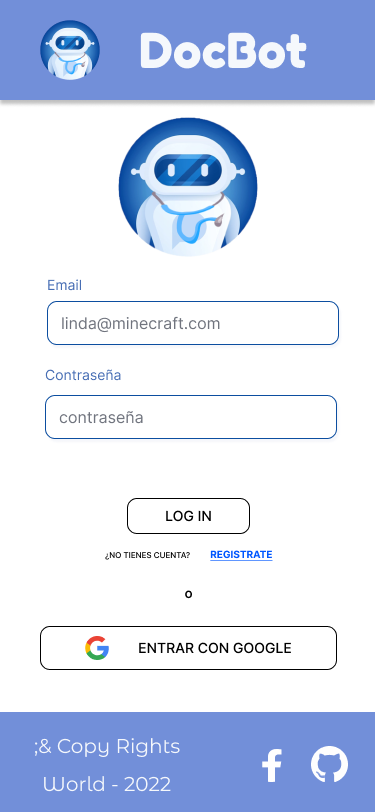 DocBot
Email
linda@minecraft.com
Contraseña
contraseña
LOG IN
¿NO TIENES CUENTA? REGISTRATE
o
ENTRAR CON GOOGLE
;& Copy Rights
World - 2022